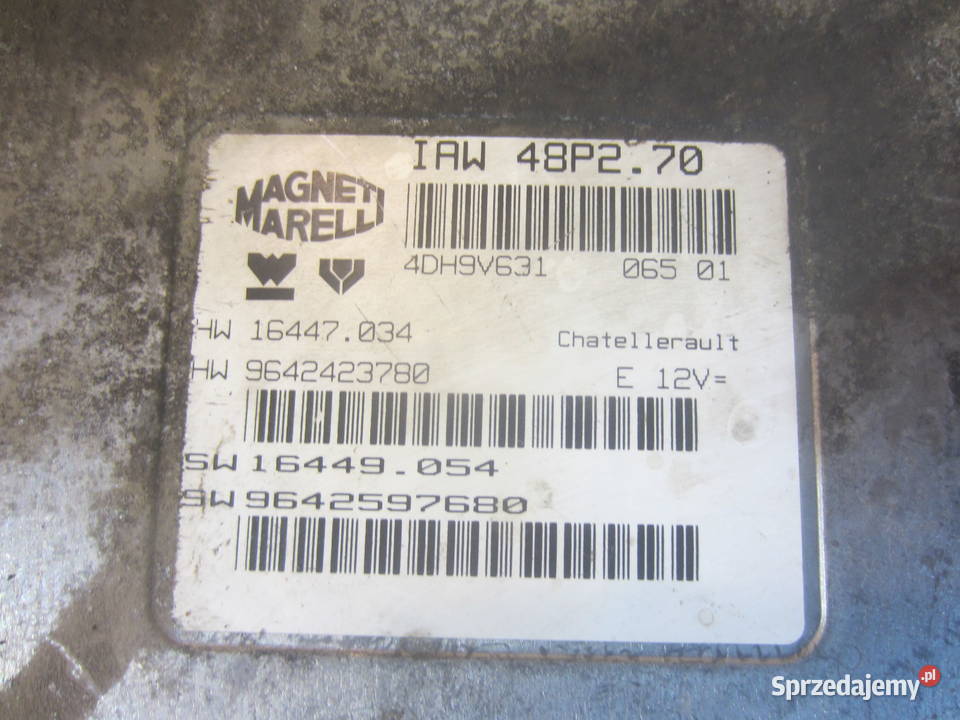 IAW 48P2.70
MAGNETI
MARELLI
4DH9V631 065 01
HW 16447.034
Chatellerault
HW 9642423780
E 12V=
SW 16449.054
SW 9642597680
Sprzedajemy.pl